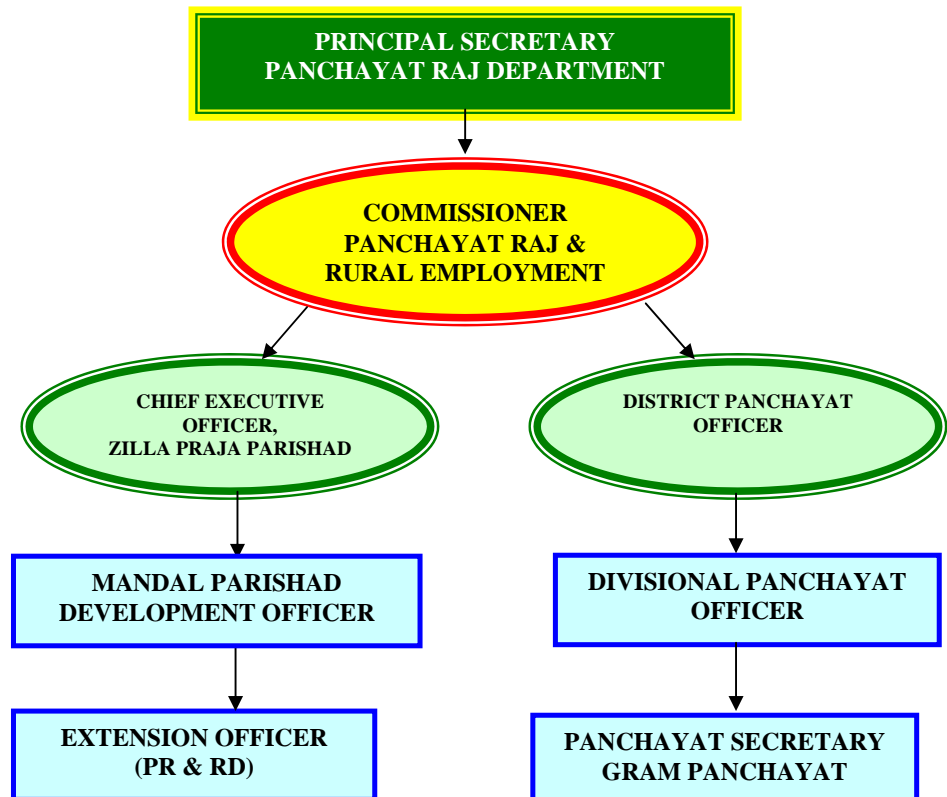 PRINCIPAL SECRETARY
PANCHAYAT RAJ DEPARTMENT
COMMISSIONER
PANCHAYAT RAJ &
RURAL EMPLOYMENT
CHIEF EXECUTIVE
OFFICER,
ZILLA PRAJA PARISHAD
DISTRICT PANCHAYAT
OFFICER
MANDAL PARISHAD
DEVELOPMENT OFFICER
DIVISIONAL PANCHAYAT
OFFICER
EXTENSION OFFICER
(PR & RD)
PANCHAYAT SECRETARY
GRAM PANCHAYAT